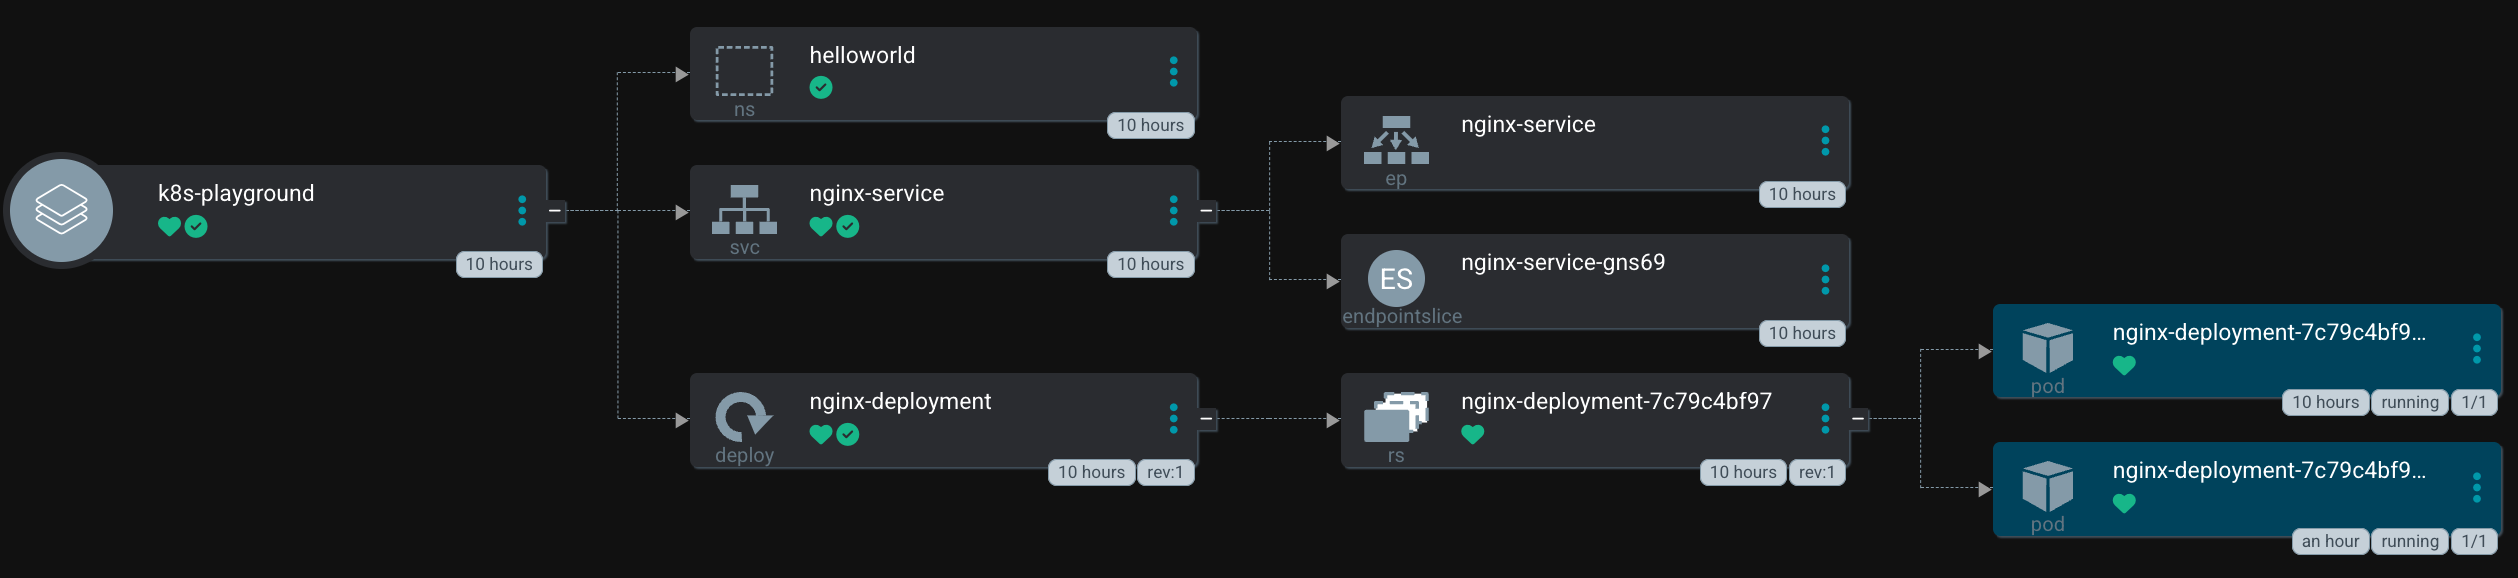 helloworld
ns
10 hours
k8s-playground
10 hours
nginx-service
svc
10 hours
nginx-service
ep
10 hours
ES
nginx-service-gns69
endpointslice
10 hours
nginx-deployment
deploy
10 hours rev:1
nginx-deployment-7c79c4bf97
rs
10 hours rev:1
nginx-deployment-7c79c4bf9...
pod
10 hours running 1/1
nginx-deployment-7c79c4bf9...
pod
an hour running 1/1